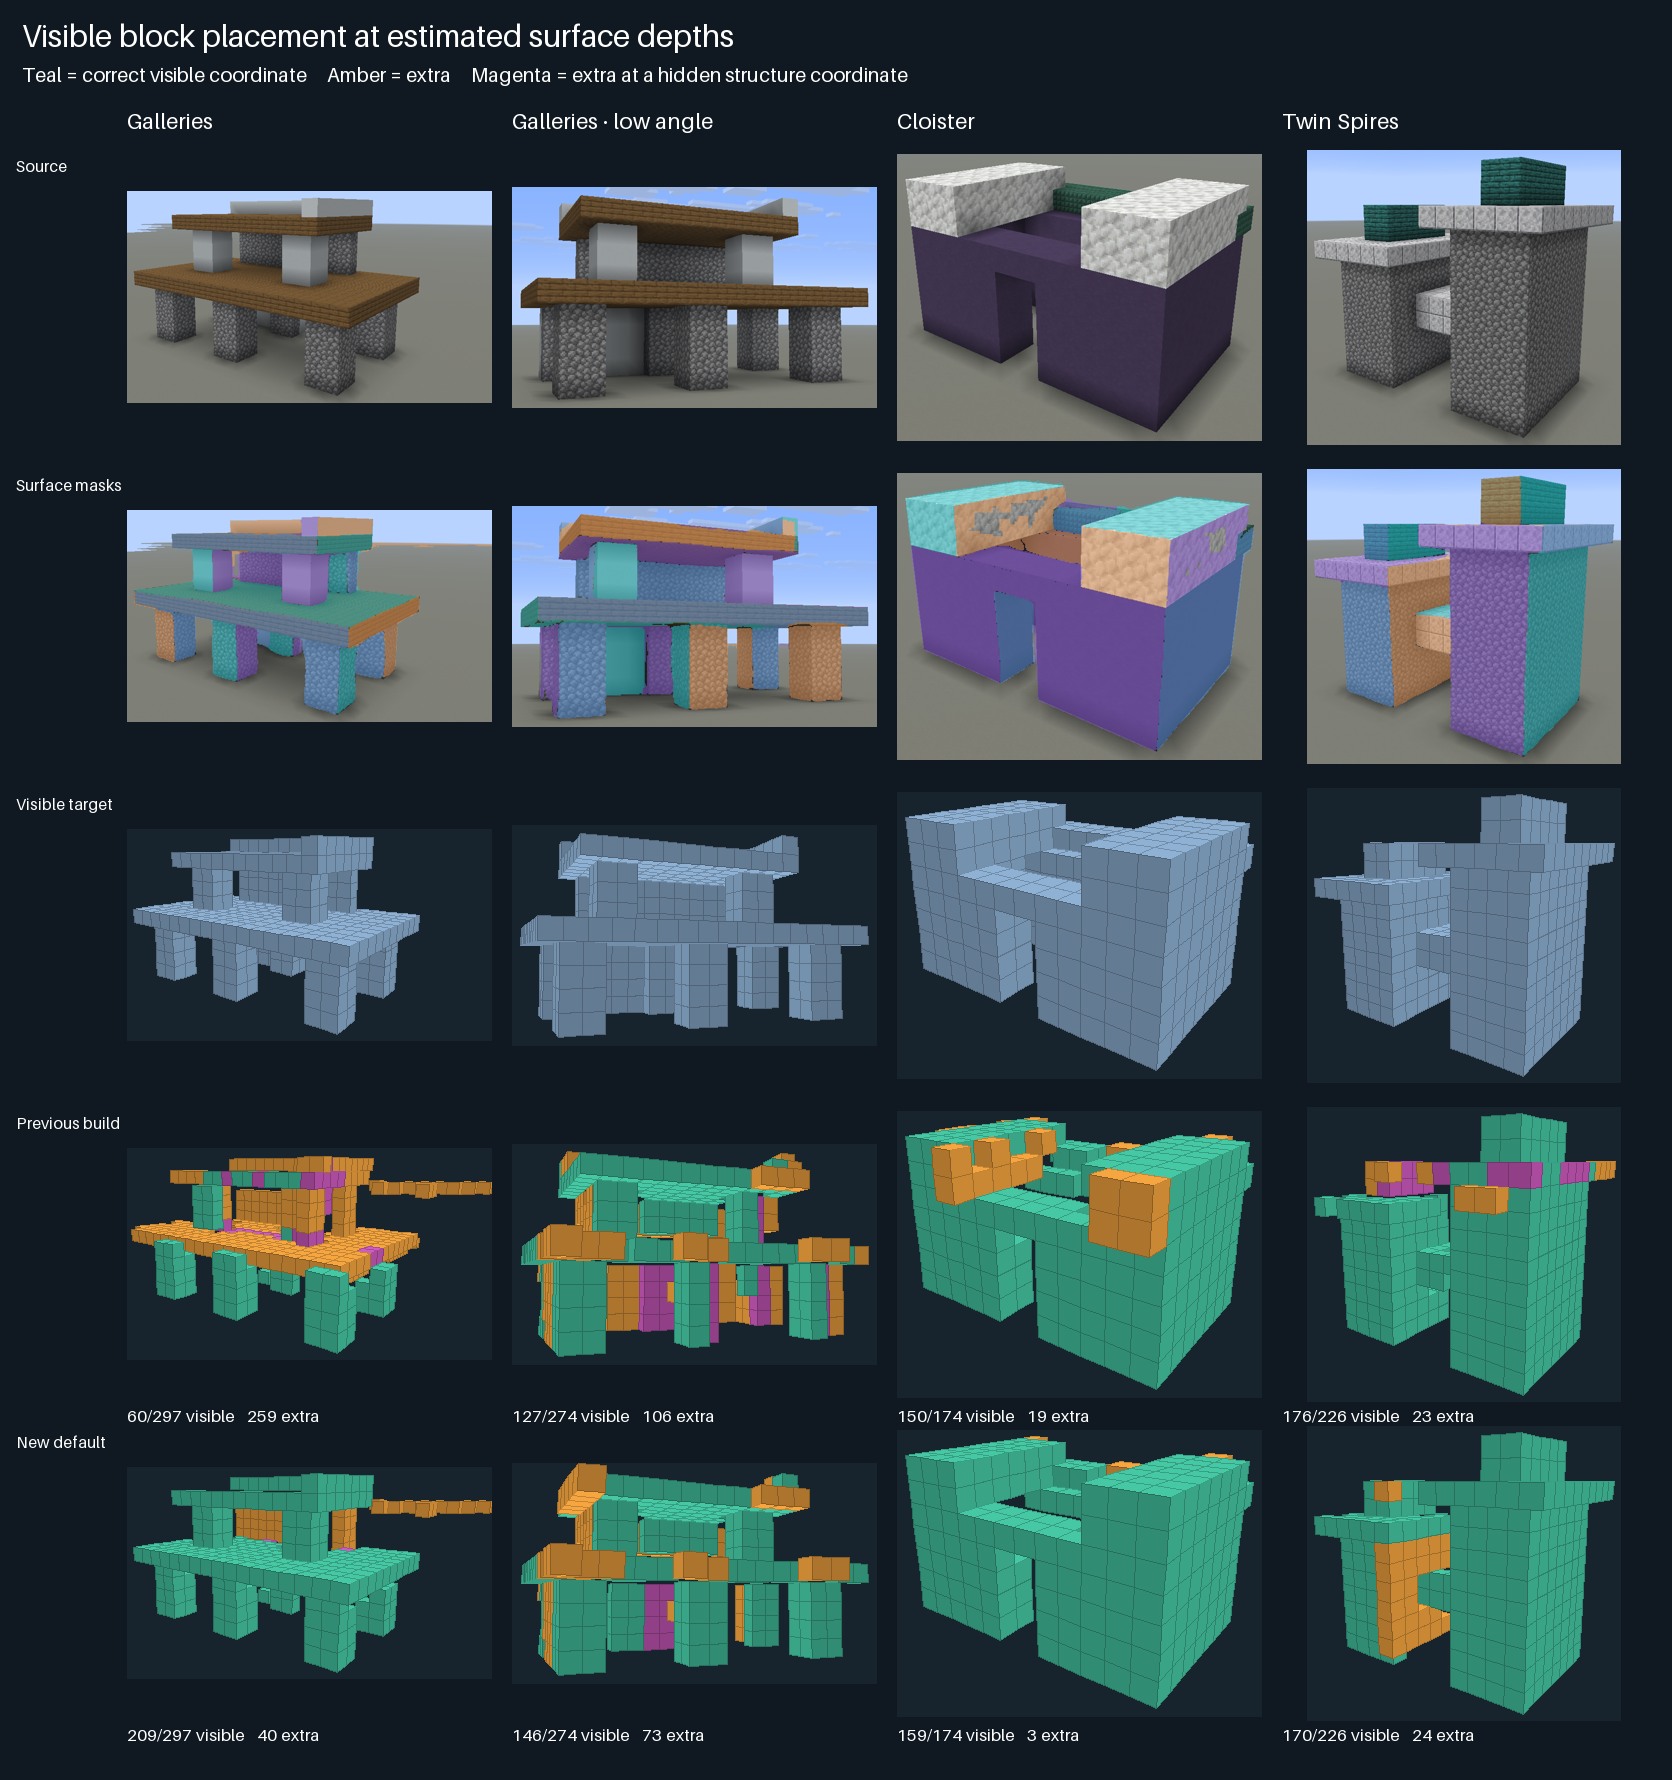 Visible block placement at estimated surface depths
Teal = correct visible coordinate    Amber = extra    Magenta = extra at a hidden structure coordinate
Galleries    Galleries · low angle    Cloister    Twin Spires
Source
Surface masks
Visible target
Previous build
60/297 visible   259 extra    127/274 visible   106 extra    150/174 visible   19 extra    176/226 visible   23 extra
New default
209/297 visible   40 extra    146/274 visible   73 extra    159/174 visible   3 extra    170/226 visible   24 extra